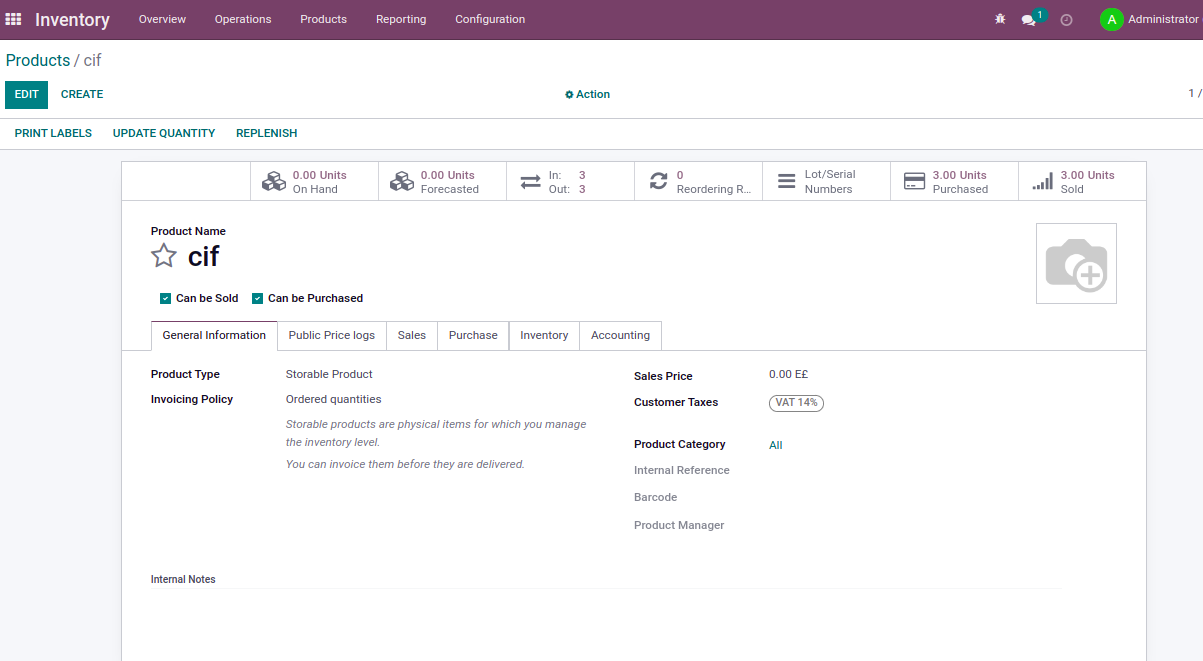 Inventory Overview Operations Products Reporting Configuration 1 A Administrator
Products / cif
EDIT CREATE Action 1 /
PRINT LABELS UPDATE QUANTITY REPLENISH
0.00 Units
On Hand
0.00 Units
Forecasted
In: 3
Out: 3
0
Reordering R...
Lot/Serial
Numbers
3.00 Units
Purchased
3.00 Units
Sold
Product Name
cif
Can be Sold Can be Purchased
General Information Public Price logs Sales Purchase Inventory Accounting
Product Type Storable Product
Invoicing Policy Ordered quantities
Storable products are physical items for which you manage
the inventory level.
You can invoice them before they are delivered.
Sales Price 0.00 E£
Customer Taxes VAT 14%
Product Category All
Internal Reference
Barcode
Product Manager
Internal Notes